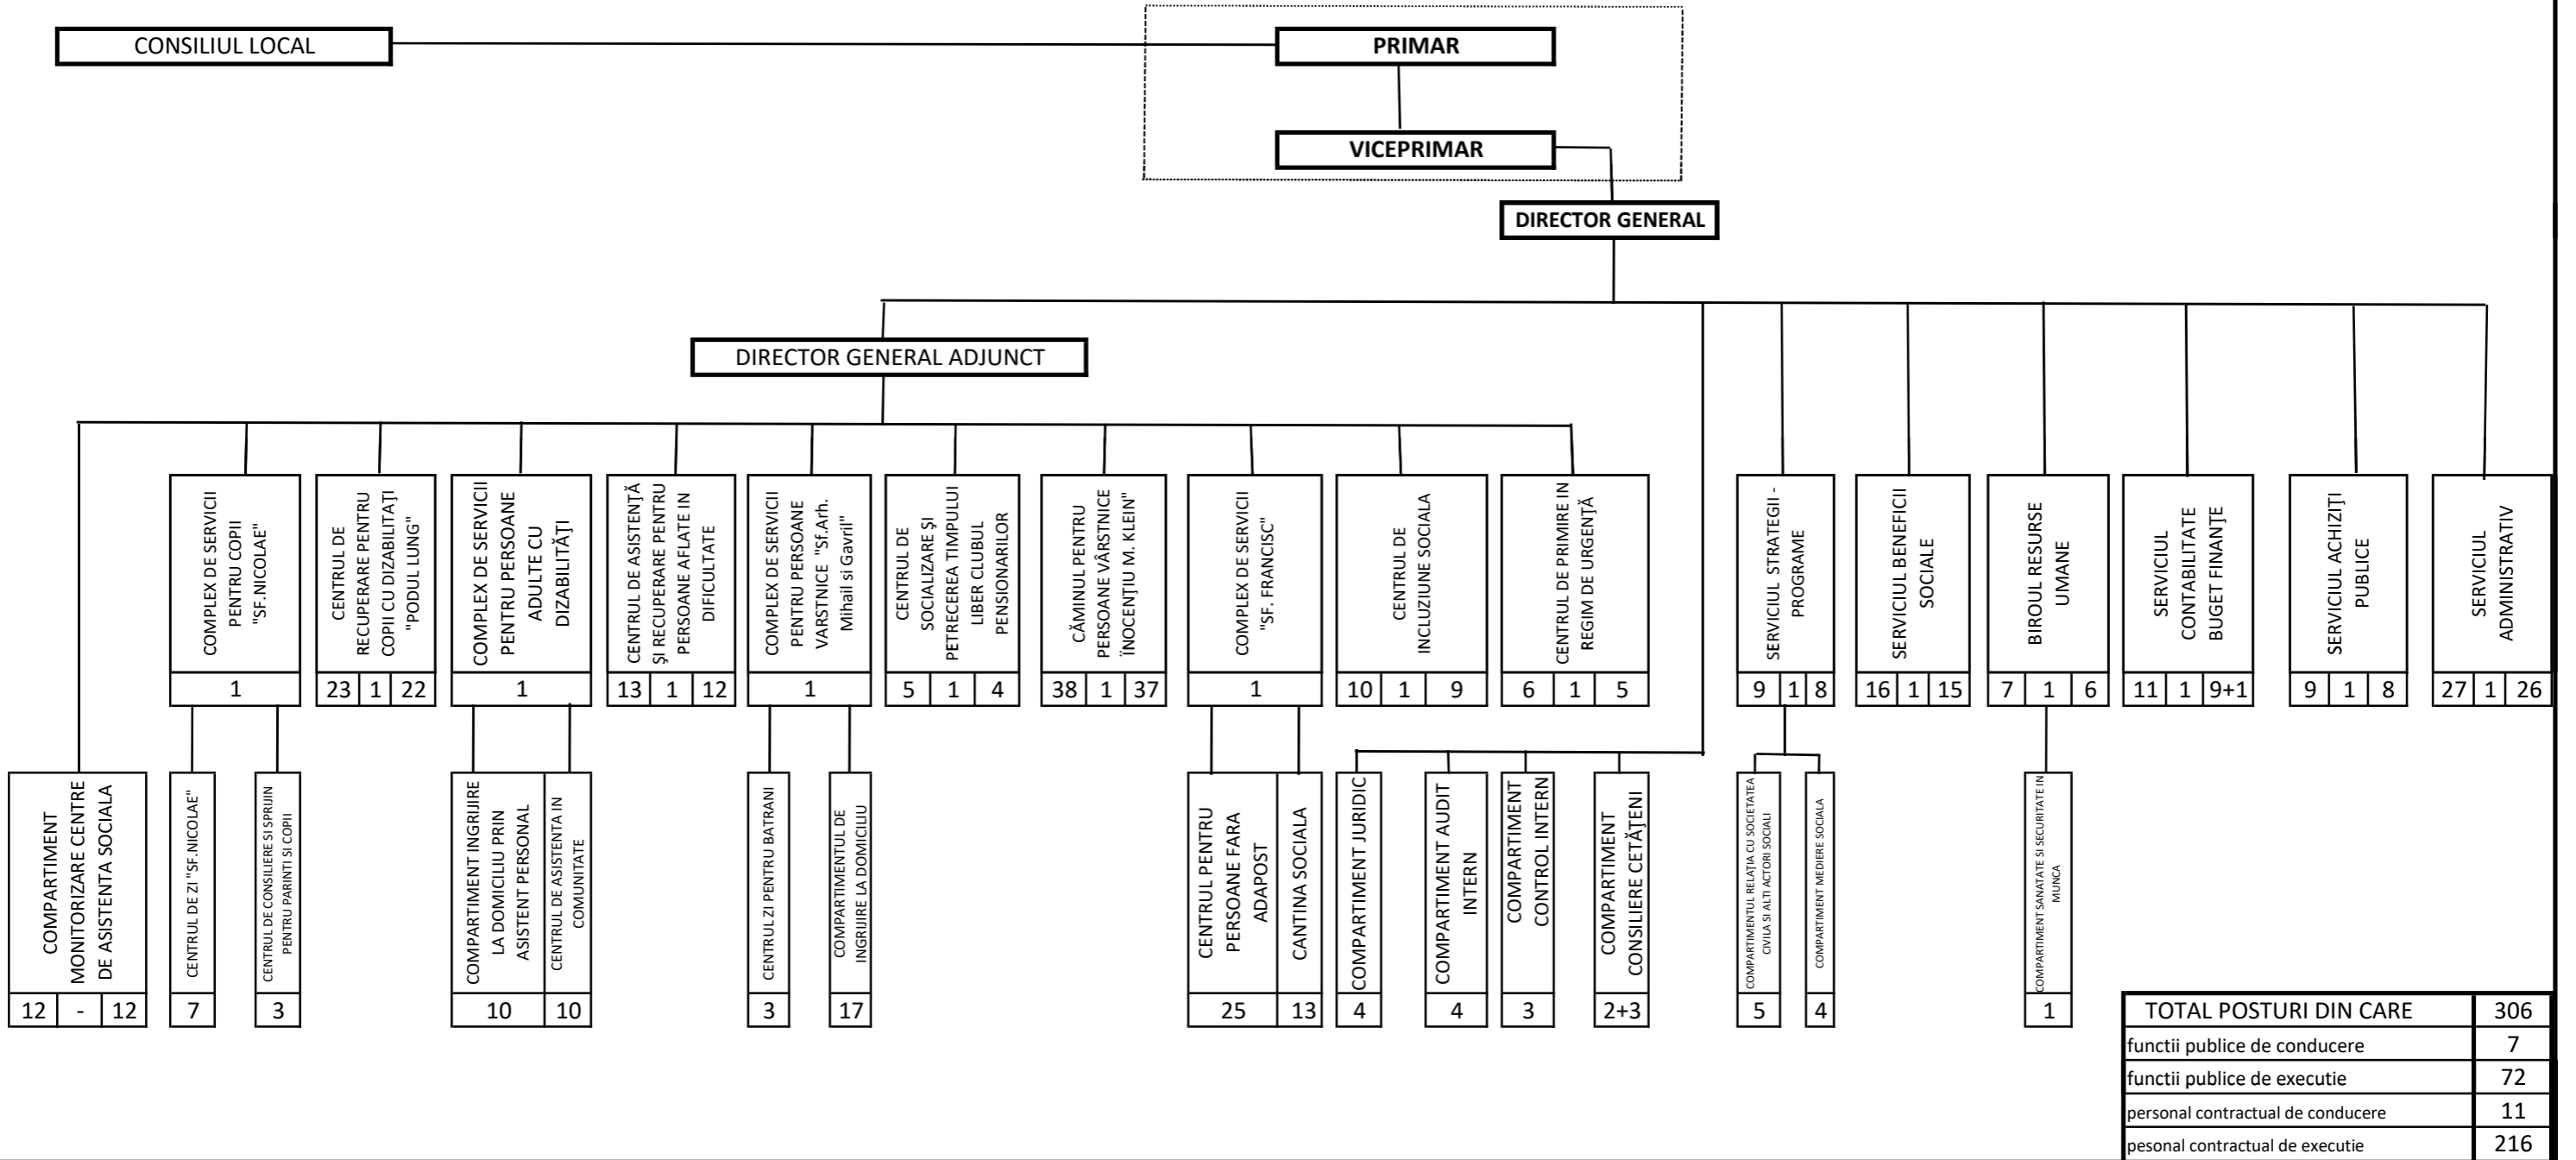 CONSILIUL LOCAL
PRIMAR
VICEPRIMAR
DIRECTOR GENERAL
DIRECTOR GENERAL ADJUNCT
COMPLEX DE SERVICII
PENTRU COPII
"SF.NICOLAE"
1
CENTRUL DE
RECUPERARE PENTRU
COPII CU DIZABILITAŢI
"PODUL LUNG"
23 1 22
COMPLEX DE SERVICII
PENTRU PERSOANE
ADULTE CU
DIZABILITĂŢI
1
CENTRUL DE ASISTENŢĂ
ŞI RECUPERARE PENTRU
PERSOANE AFLATE IN
DIFICULTATE
13 1 12
COMPLEX DE SERVICII
PENTRU PERSOANE
VARSTNICE "Sf.Arh.
Mihail si Gavril"
1
CENTRUL DE
SOCIALIZARE ŞI
PETRECEREA TIMPULUI
LIBER CLUBUL
PENSIONARILOR
5 1 4
CĂMINUL PENTRU
PERSOANE VÂRSTNICE
ÏNOCENŢIU M. KLEIN"
38 1 37
COMPLEX DE SERVICII
"SF. FRANCISC"
1
CENTRUL DE
INCLUZIUNE SOCIALA
10 1 9
CENTRUL DE PRIMIRE IN
REGIM DE URGENŢĂ
6 1 5
SERVICIUL STRATEGII -
PROGRAME
9 1 8
SERVICIUL BENEFICII
SOCIALE
16 1 15
BIROUL RESURSE
UMANE
7 1 6
SERVICIUL
CONTABILITATE
BUGET FINANŢE
11 1 9+1
SERVICIUL ACHIZIŢI
PUBLICE
9 1 8
SERVICIUL
ADMINISTRATIV
27 1 26
COMPARTIMENT
MONITORIZARE CENTRE
DE ASISTENTA SOCIALA
12 - 12
CENTRUL DE ZI "SF.NICOLAE"
7
CENTRUL DE CONSILIERE SI SPRIJIN
PENTRU PARINTI SI COPII
3
COMPARTIMENT INGRIJIRE
LA DOMICILIU PRIN
ASISTENT PERSONAL
10
CENTRUL DE ASISTENTA IN
COMUNITATE
10
CENTRUL ZI PENTRU BATRANI
3
COMPARTIMENTUL DE
INGRIJIRE LA DOMICILIU
17
CENTRUL PENTRU
PERSOANE FARA
ADAPOST
25
CANTINA SOCIALA
13
COMPARTIMENT JURIDIC
4
COMPARTIMENT AUDIT
INTERN
4
COMPARTIMENT
CONTROL INTERN
3
COMPARTIMENT
CONSILIERE CETĂŢENI
2+3
COMPARTIMENTUL RELAŢIA CU SOCIETATEA
CIVILA SI ALTI ACTORI SOCIALI
5
COMPARTIMENT MEDIERE SOCIALA
4
COMPARTIMENT SANATATE SI SECURITATE IN
MUNCA
1
TOTAL POSTURI DIN CARE 306
functii publice de conducere 7
functii publice de executie 72
personal contractual de conducere 11
pesonal contractual de executie 216